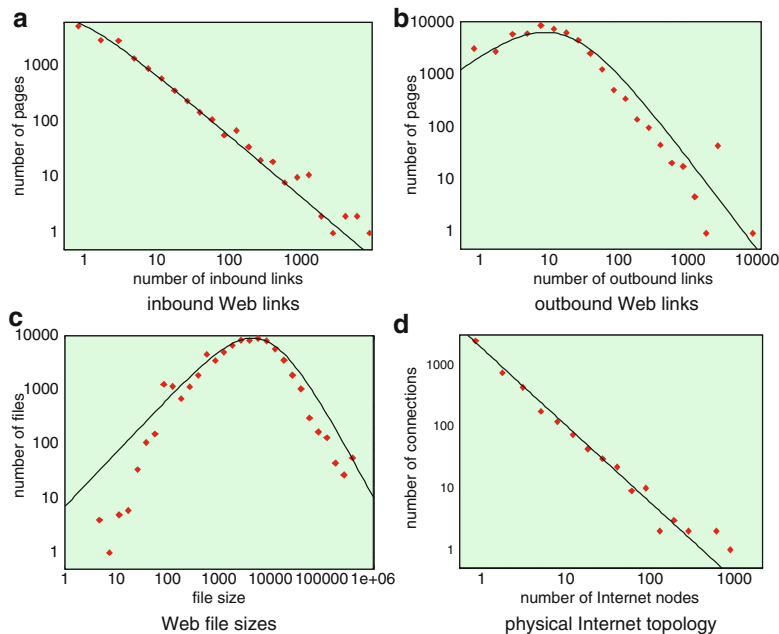 a
number of pages
1000
100
10
1
1
10
100
1000
number of inbound links
inbound Web links
b
number of pages
10000
1000
100
10
1
1
10
100
1000
10000
number of outbound links
outbound Web links
c
number of files
10000
1000
100
10
1
1
10
100
1000
10000
100000
1e+06
file size
Web file sizes
d
number of connections
1000
100
10
1
1
10
100
1000
number of Internet nodes
physical Internet topology